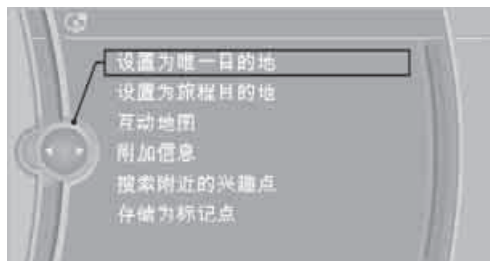 设置为唯一目的地
设置为旅程目的地
互动地图
附加信息
搜索附近的兴趣点
存储为标记点